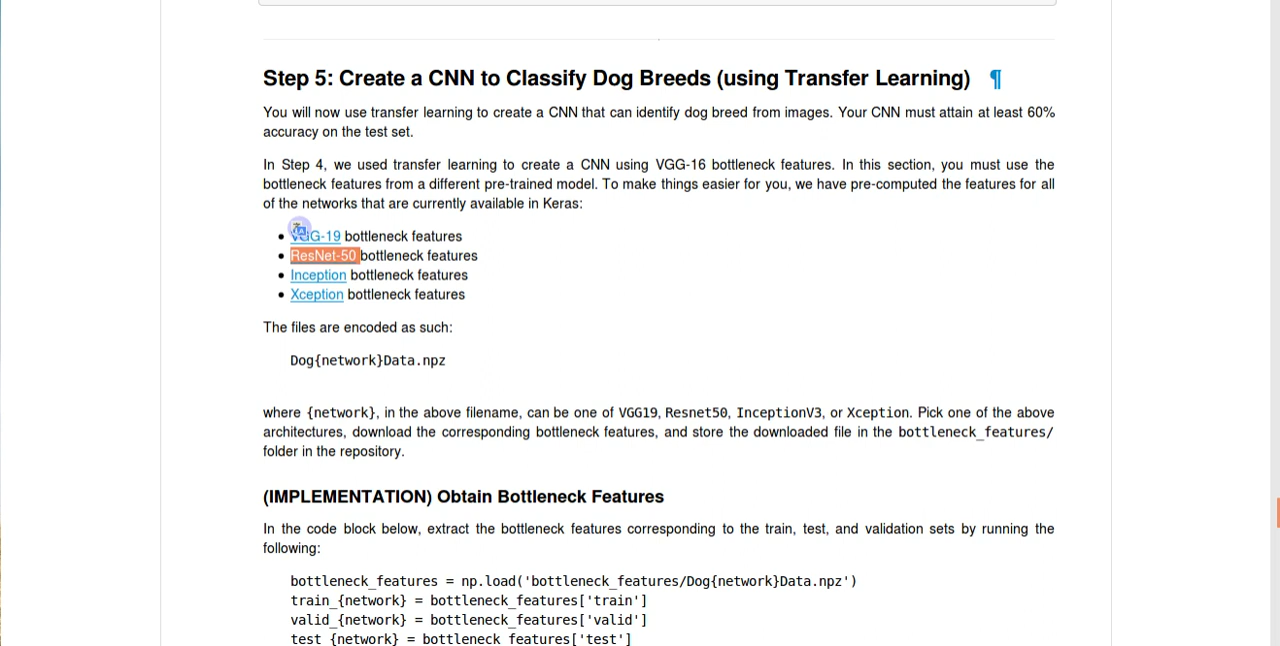 Step 5: Create a CNN to Classify Dog Breeds (using Transfer Learning) ¶
You will now use transfer learning to create a CNN that can identify dog breed from images. Your CNN must attain at least 60%
accuracy on the test set.
In Step 4, we used transfer learning to create a CNN using VGG-16 bottleneck features. In this section, you must use the
bottleneck features from a different pre-trained model. To make things easier for you, we have pre-computed the features for all
of the networks that are currently available in Keras:
• VGG-19 bottleneck features
• ResNet-50 bottleneck features
• Inception bottleneck features
• Xception bottleneck features
The files are encoded as such:
Dog{network}Data.npz
where {network}, in the above filename, can be one of VGG19, Resnet50, InceptionV3, or Xception. Pick one of the above
architectures, download the corresponding bottleneck features, and store the downloaded file in the bottleneck_features/
folder in the repository.
(IMPLEMENTATION) Obtain Bottleneck Features
In the code block below, extract the bottleneck features corresponding to the train, test, and validation sets by running the
following:
bottleneck_features = np.load('bottleneck_features/Dog{network}Data.npz')
train_{network} = bottleneck_features['train']
valid_{network} = bottleneck_features['valid']
test_{network} = bottleneck_features['test']